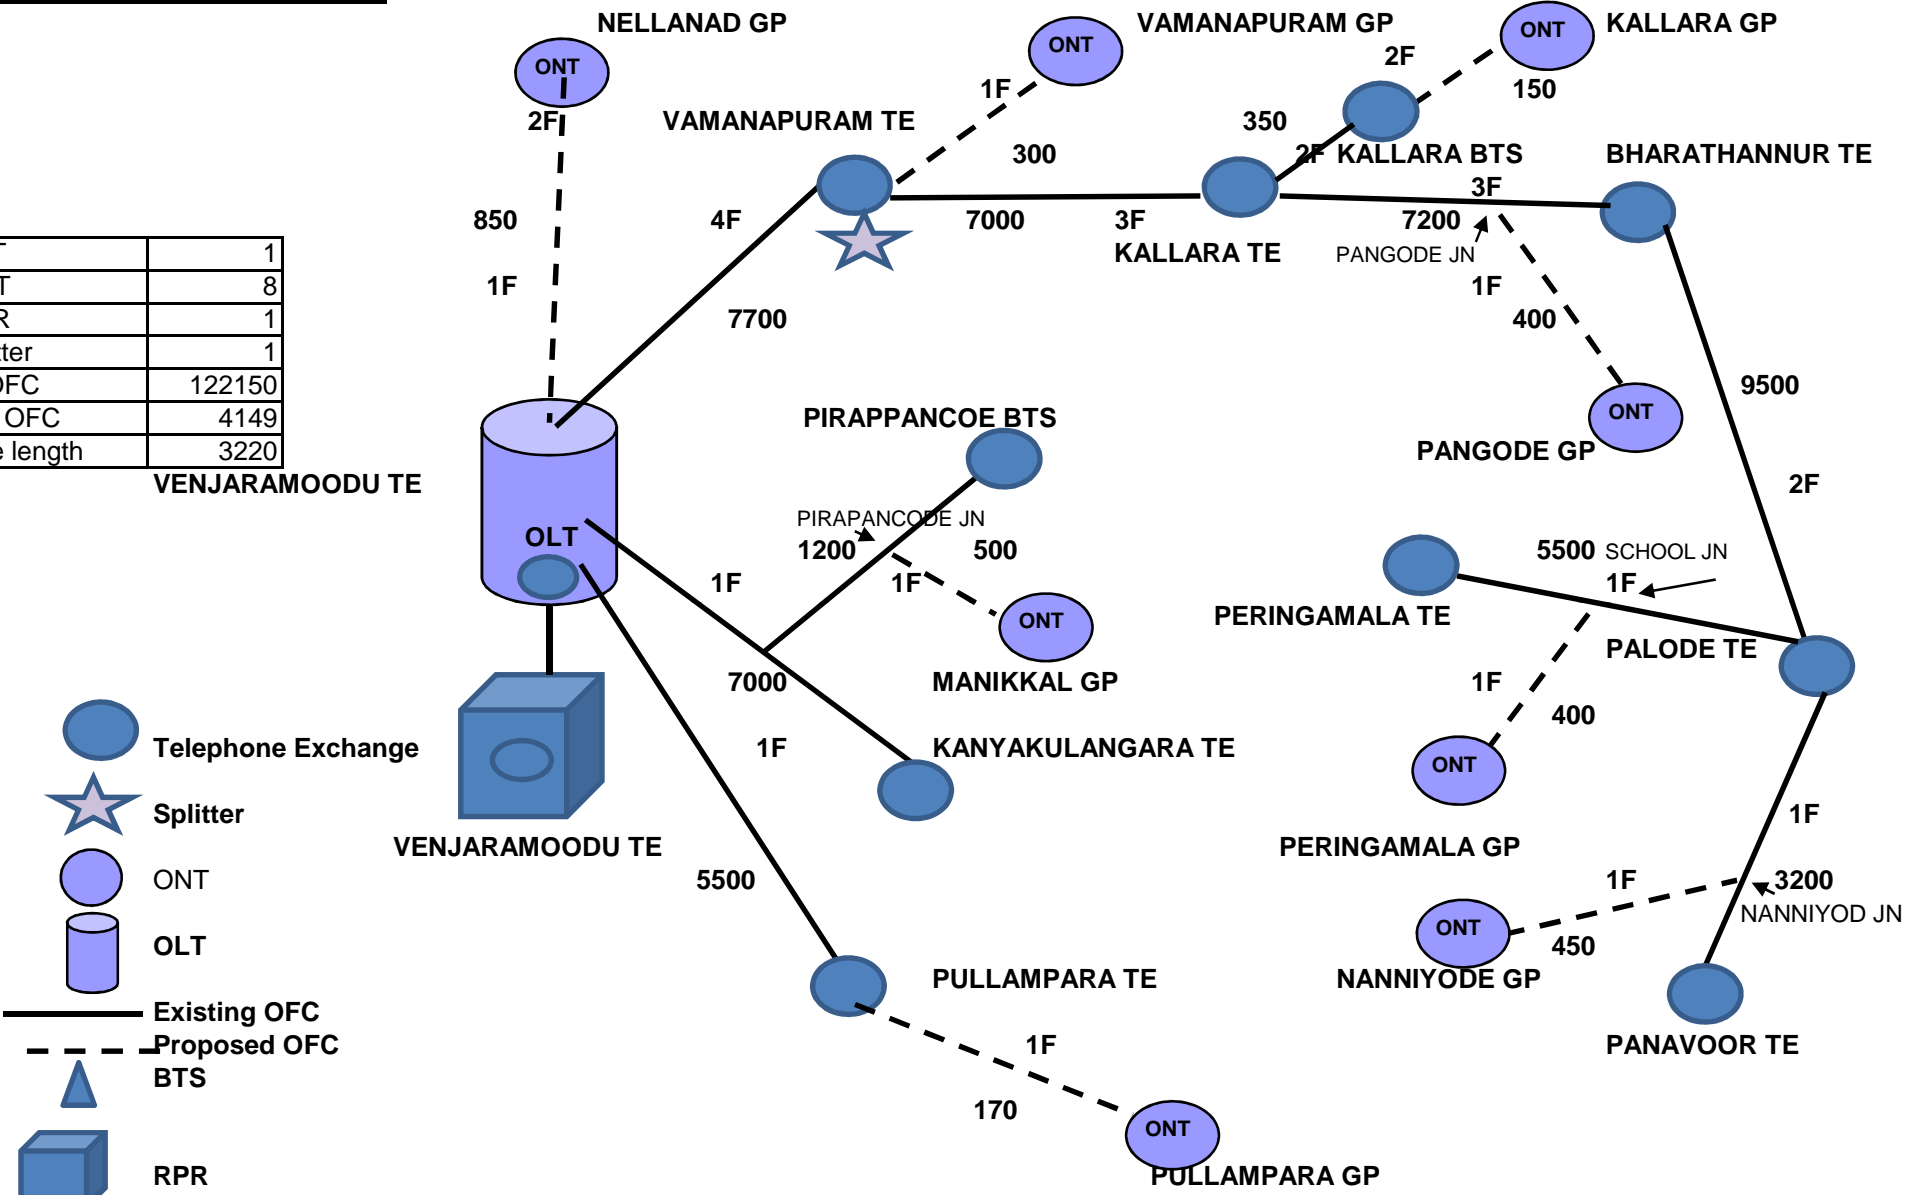 NELLANAD GP
VAMANAPURAM GP
KALLARA GP
ONT
ONT
ONT
2F
1F
150
2F
VAMANAPURAM TE
350
300
2F
KALLARA BTS
BHARATHANNUR TE
3F
850
4F
7000
3F
7200
KALLARA TE
PANGODE JN
1F
1F
7700
400
1
8
1
1
OFC 122150
OFC 4149
length 3220
9500
PIRAPPANCOE BTS
ONT
PANGODE GP
VENJARAMOODU TE
2F
PIRAPANCODE JN
OLT
1200
500
5500
SCHOOL JN
1F
1F
1F
ONT
PERINGAMALA TE
PALODE TE
7000
MANIKKAL GP
1F
400
Telephone Exchange
1F
KANYAKULANGARA TE
ONT
Splitter
1F
VENJARAMOODU TE
PERINGAMALA GP
ONT
5500
1F
3200
NANNIYOD JN
OLT
ONT
450
PULLAMPARA TE
NANNIYODE GP
Existing OFC
Proposed OFC
1F
PANAVOOR TE
BTS
170
ONT
RPR
PULLAMPARA GP